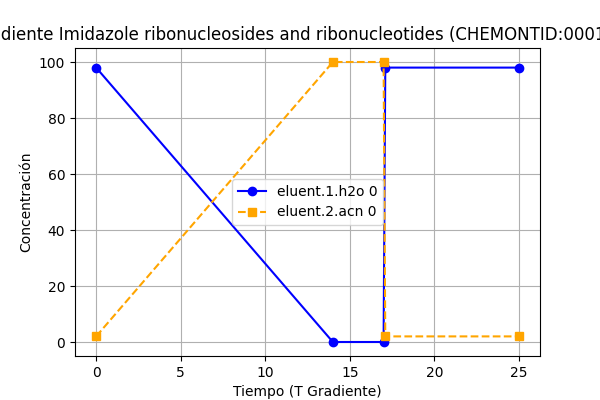 diente Imidazole ribonucleosides and ribonucleotides (CHEMONTID:0001
Concentración
100
80
60
40
20
0
eluent.1.h2o 0
eluent.2.acn 0
0 5 10 15 20 25
Tiempo (T Gradiente)